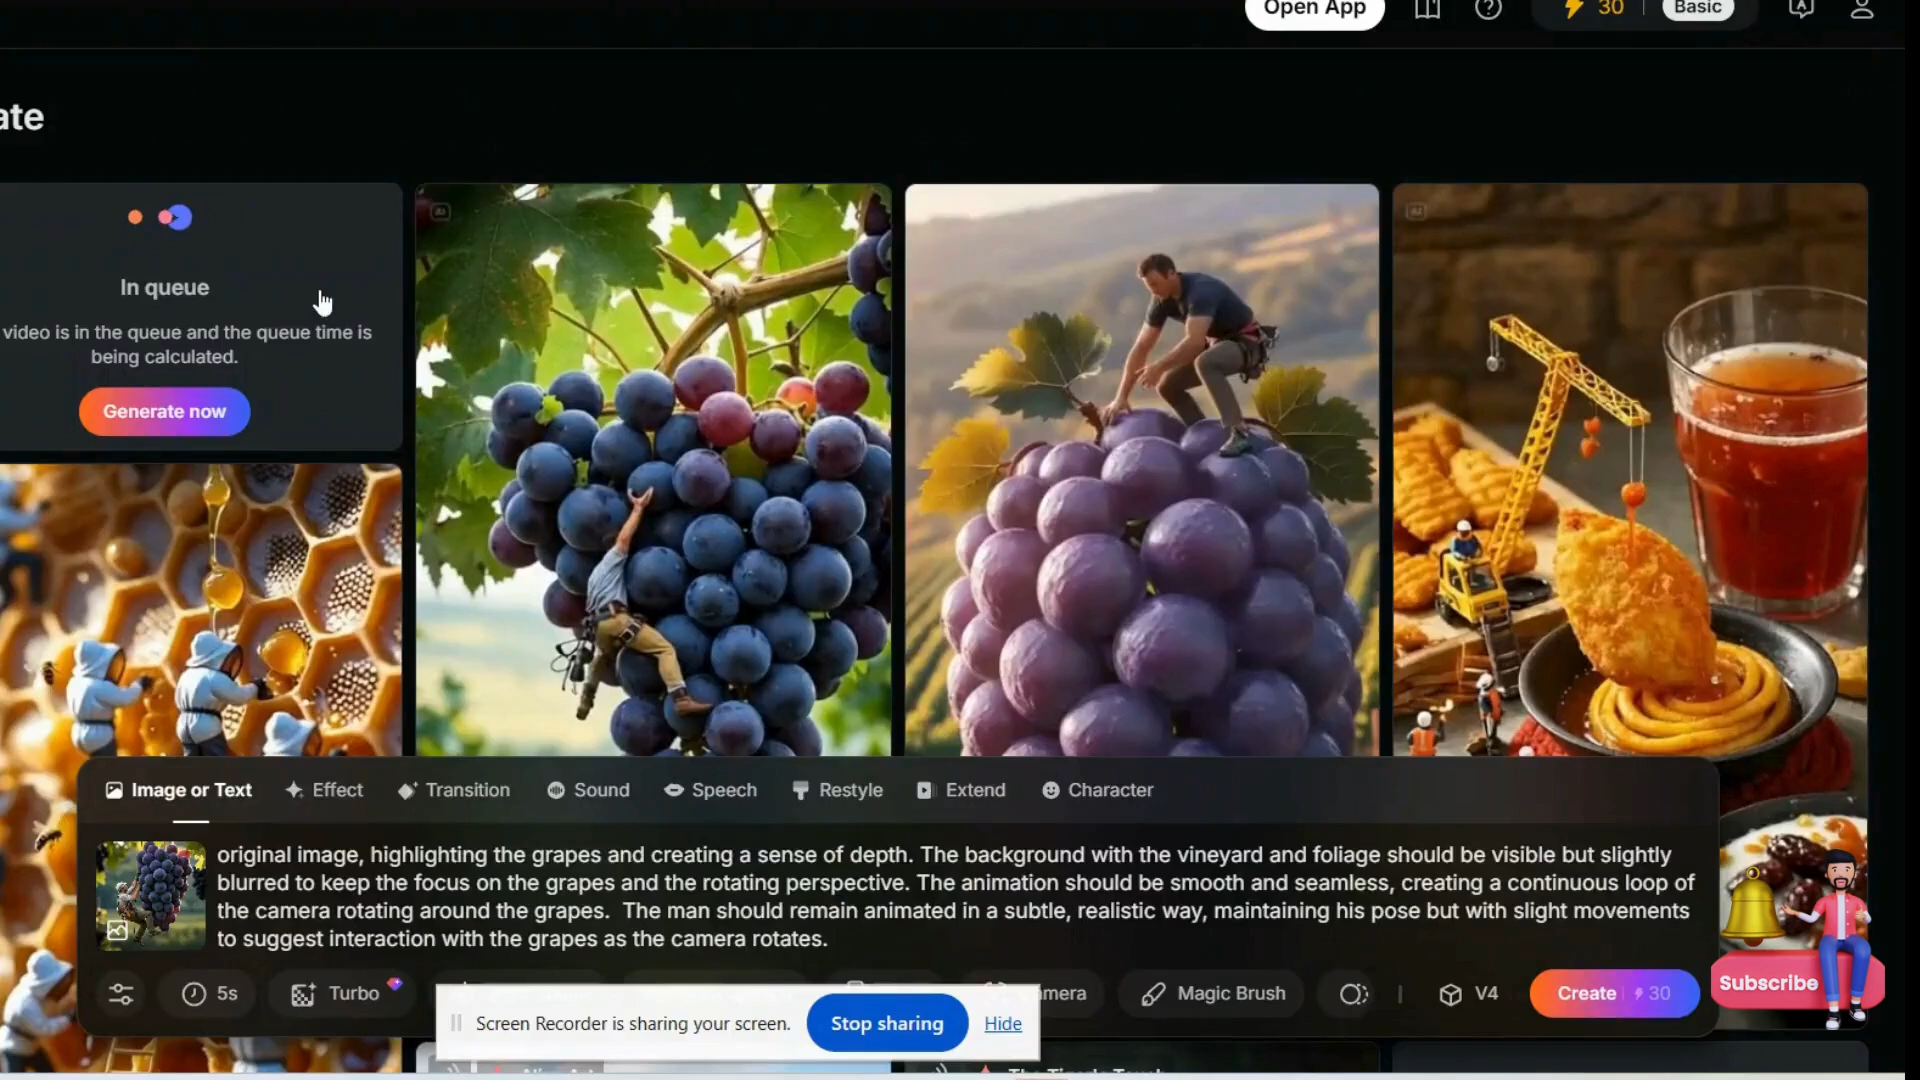 Open App
30
Basic
ate
In queue
video is in the queue and the queue time is
being calculated.
Generate now
Image or Text
Effect
Transition
Sound
Speech
Restyle
Extend
Character
original image, highlighting the grapes and creating a sense of depth. The background with the vineyard and foliage should be visible but slightly
blurred to keep the focus on the grapes and the rotating perspective. The animation should be smooth and seamless, creating a continuous loop of
the camera rotating around the grapes.  The man should remain animated in a subtle, realistic way, maintaining his pose but with slight movements
to suggest interaction with the grapes as the camera rotates.
5s
Turbo
mera
Magic Brush
V4
Create
30
Subscribe
Screen Recorder is sharing your screen.
Stop sharing
Hide